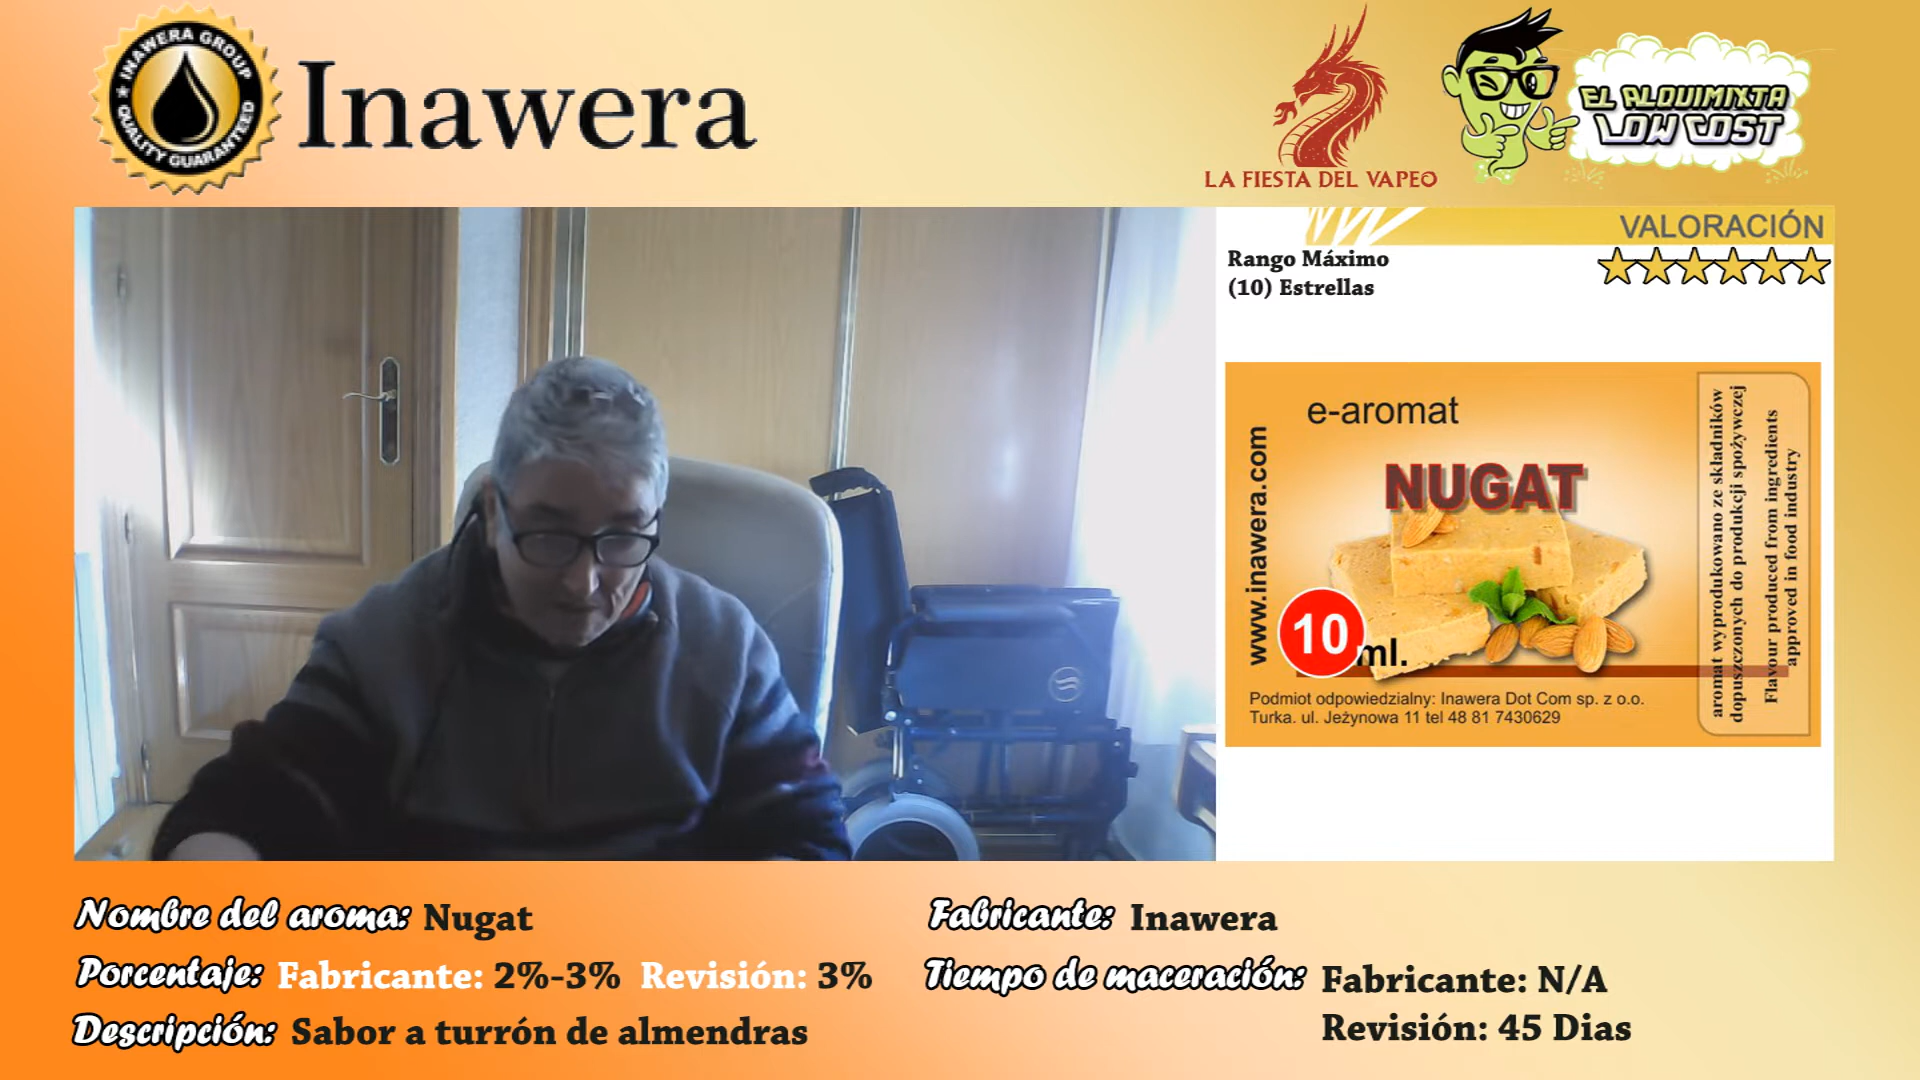 INAWERA GROUP
QUALITY GUARANTEED
Inawera
LA FIESTA DEL VAPEO
EL ALQUIMIXTA
LOW COST
VALORACIÓN
Rango Máximo
(10) Estrellas
www.inawera.com
e-aromat
NUGAT
10 ml.
Podmiot odpowiedzialny: Inawera Dot Com sp. z o.o.
Turka. ul. Jeżynowa 11 tel 48 81 7430629
aromat wyprodukowano ze składników
dopuszczonych do produkcji spożywczej
Flavour produced from ingredients
approved in food industry
Nombre del aroma: Nugat
Fabricante: Inawera
Porcentaje: Fabricante: 2%-3% Revisión: 3%
Tiempo de maceración: Fabricante: N/A
Revisión: 45 Dias
Descripción: Sabor a turrón de almendras